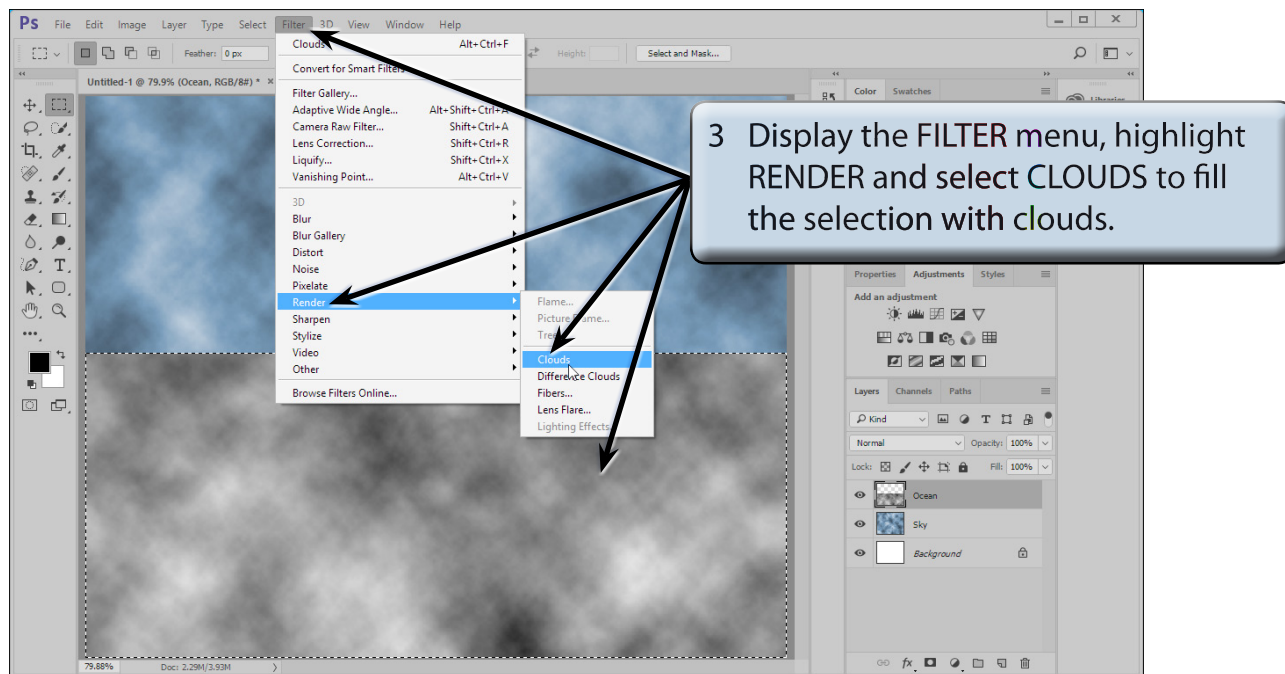 Ps File Edit Image Layer Type Select Filter 3D View Window Help
Feather: 0 px
Height:
Select and Mask...
Untitled-1 @ 79.9% (Ocean, RGB/8#) * ×
Clouds Alt+Ctrl+F
Convert for Smart Filters
Filter Gallery...
Adaptive Wide Angle... Alt+Shift+Ctrl+A
Camera Raw Filter... Shift+Ctrl+A
Lens Correction... Shift+Ctrl+R
Liquify... Shift+Ctrl+X
Vanishing Point... Alt+Ctrl+V
3D
Blur
Blur Gallery
Distort
Noise
Pixelate
Render
Sharpen
Stylize
Video
Other
Browse Filters Online...
Flame...
Picture Frame...
Tree...
Clouds
Difference Clouds
Fibers...
Lens Flare...
Lighting Effects...
3 Display the FILTER menu, highlight
RENDER and select CLOUDS to fill
the selection with clouds.
Color Swatches
Libraries
Properties Adjustments Styles
Add an adjustment
Layers Channels Paths
Kind
Normal Opacity: 100%
Lock: Fill: 100%
Ocean
Sky
Background
fx
79.88% Doc: 2.29M/3.93M